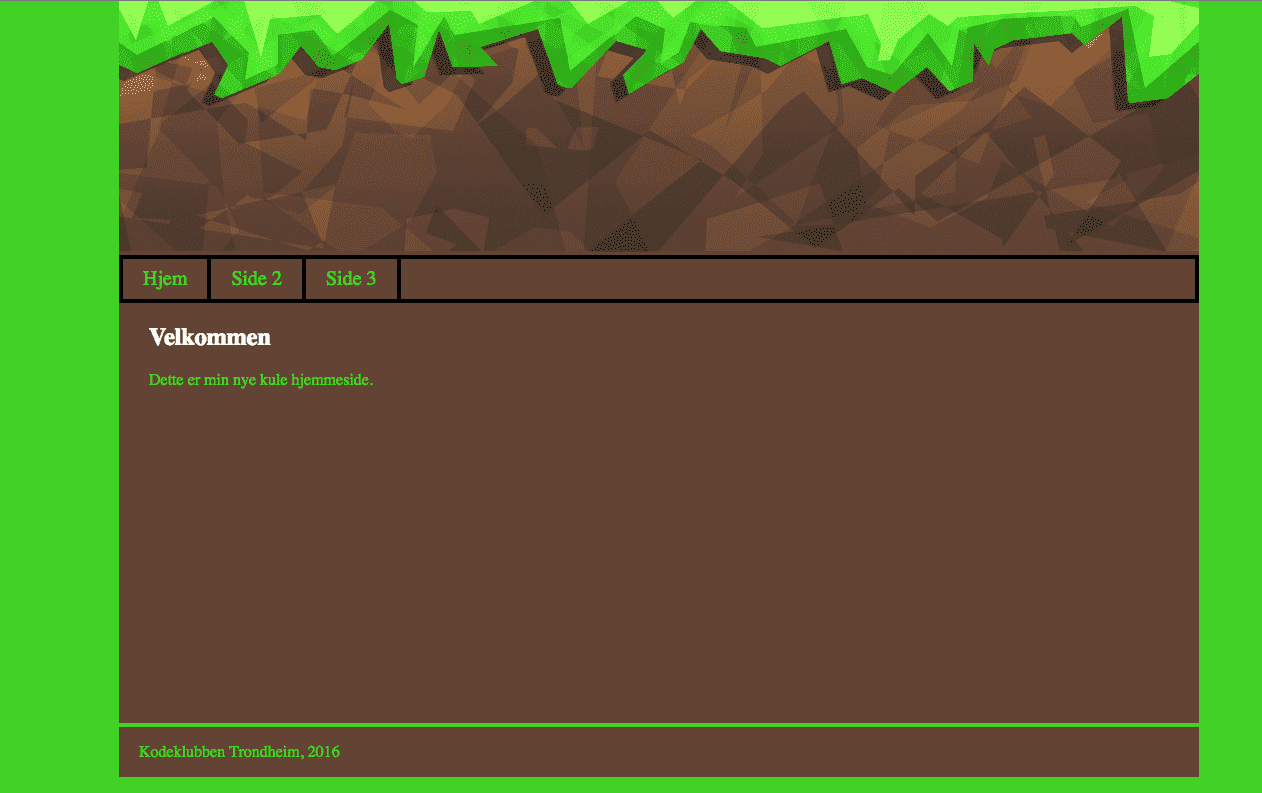 Hjem
Side 2
Side 3
Velkommen
Dette er min nye kule hjemmeside.
Kodeklubben Trondheim, 2016